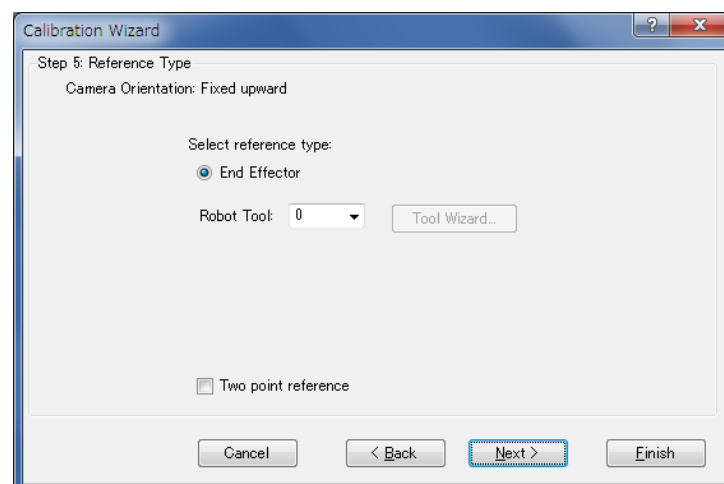 Calibration Wizard
?
Step 5: Reference Type
Camera Orientation: Fixed upward
Select reference type:
End Effector
Robot Tool: 0 Tool Wizard...
Two point reference
Cancel < Back Next > Finish